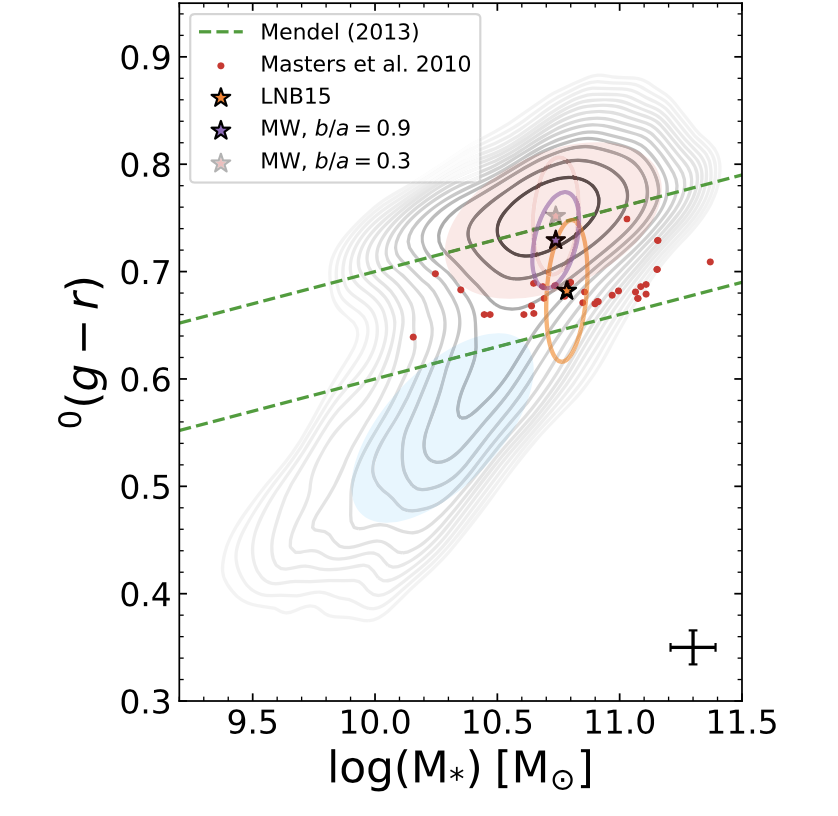 Mendel (2013)
Masters et al. 2010
LNB15
MW, b/a = 0.9
MW, b/a = 0.3
0.9
0.8
0.7
0.6
0.5
0.4
0.3
⁰(g − r)
9.5 10.0 10.5 11.0 11.5
log(M*) [M⊙]